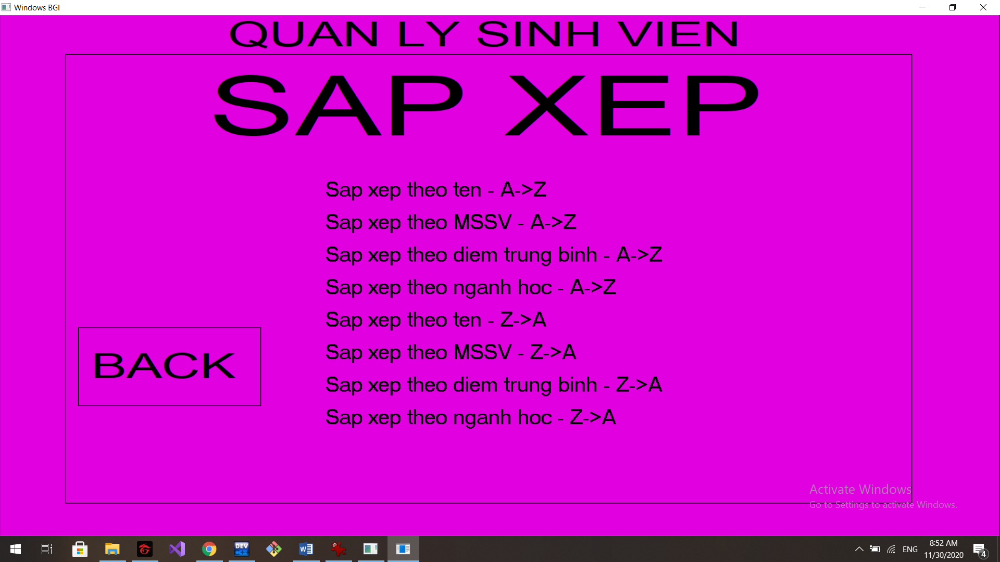 Windows BGI
QUAN LY SINH VIEN
SAP XEP
Sap xep theo ten - A->Z
Sap xep theo MSSV - A->Z
Sap xep theo diem trung binh - A->Z
Sap xep theo nganh hoc - A->Z
Sap xep theo ten - Z->A
Sap xep theo MSSV - Z->A
Sap xep theo diem trung binh - Z->A
Sap xep theo nganh hoc - Z->A
BACK
Activate Windows
Go to Settings to activate Windows.
DEV
C++
W
ENG
8:52 AM
11/30/2020
4